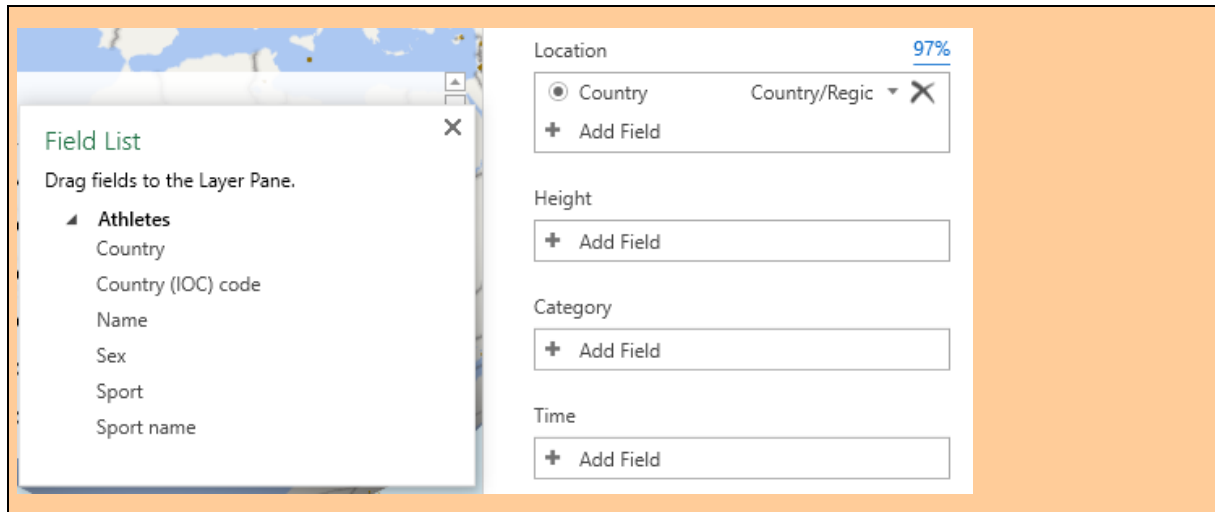 Field List
Drag fields to the Layer Pane.
Athletes
Country
Country (IOC) code
Name
Sex
Sport
Sport name
Location 97%
Country Country/Regic
Add Field
Height
Add Field
Category
Add Field
Time
Add Field